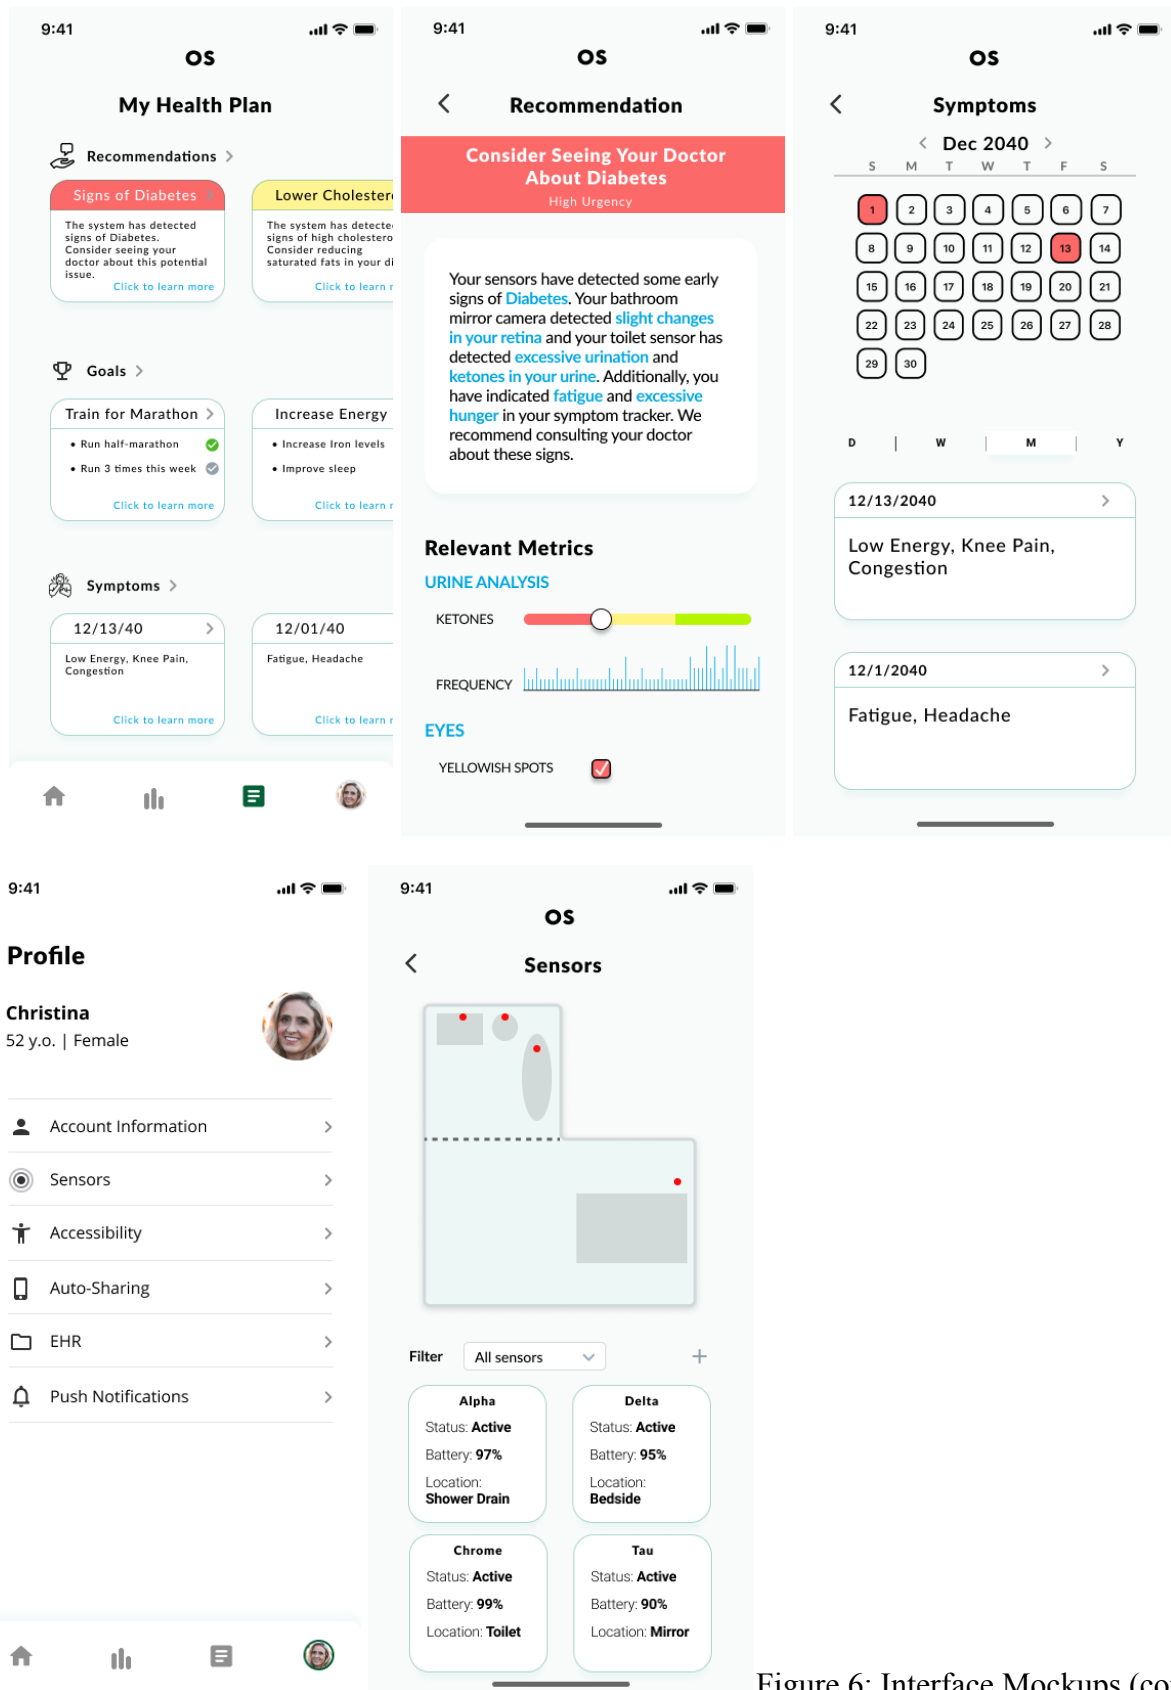 9:41
OS
My Health Plan
Recommendations >
Signs of Diabetes >
The system has detected
signs of Diabetes.
Consider seeing your
doctor about this potential
issue.
Click to learn more
Lower Cholester
The system has detecte
signs of high cholestero
Consider reducing
saturated fats in your di
Click to learn
Goals >
Train for Marathon >
• Run half-marathon
• Run 3 times this week
Click to learn more
Increase Energy
• Increase Iron levels
• Improve sleep
Click to learn
Symptoms >
12/13/40 >
Low Energy, Knee Pain,
Congestion
Click to learn more
12/01/40
Fatigue, Headache
Click to learn
9:41
OS
< Recommendation
Consider Seeing Your Doctor
About Diabetes
High Urgency
Your sensors have detected some early
signs of Diabetes. Your bathroom
mirror camera detected slight changes
in your retina and your toilet sensor has
detected excessive urination and
ketones in your urine. Additionally, you
have indicated fatigue and excessive
hunger in your symptom tracker. We
recommend consulting your doctor
about these signs.
Relevant Metrics
URINE ANALYSIS
KETONES
FREQUENCY
EYES
YELLOWISH SPOTS
9:41
OS
< Symptoms
< Dec 2040 >
S M T W T F S
1 2 3 4 5 6 7
8 9 10 11 12 13 14
15 16 17 18 19 20 21
22 23 24 25 26 27 28
29 30
D | W | M | Y
12/13/2040 >
Low Energy, Knee Pain,
Congestion
12/1/2040 >
Fatigue, Headache
9:41
Profile
Christina
52 y.o. | Female
Account Information >
Sensors >
Accessibility >
Auto-Sharing >
EHR >
Push Notifications >
9:41
OS
< Sensors
Filter All sensors +
Alpha
Status: Active
Battery: 97%
Location:
Shower Drain
Delta
Status: Active
Battery: 95%
Location:
Bedside
Chrome
Status: Active
Battery: 99%
Location: Toilet
Tau
Status: Active
Battery: 90%
Location: Mirror
Figure 6: Interface Mockups (co